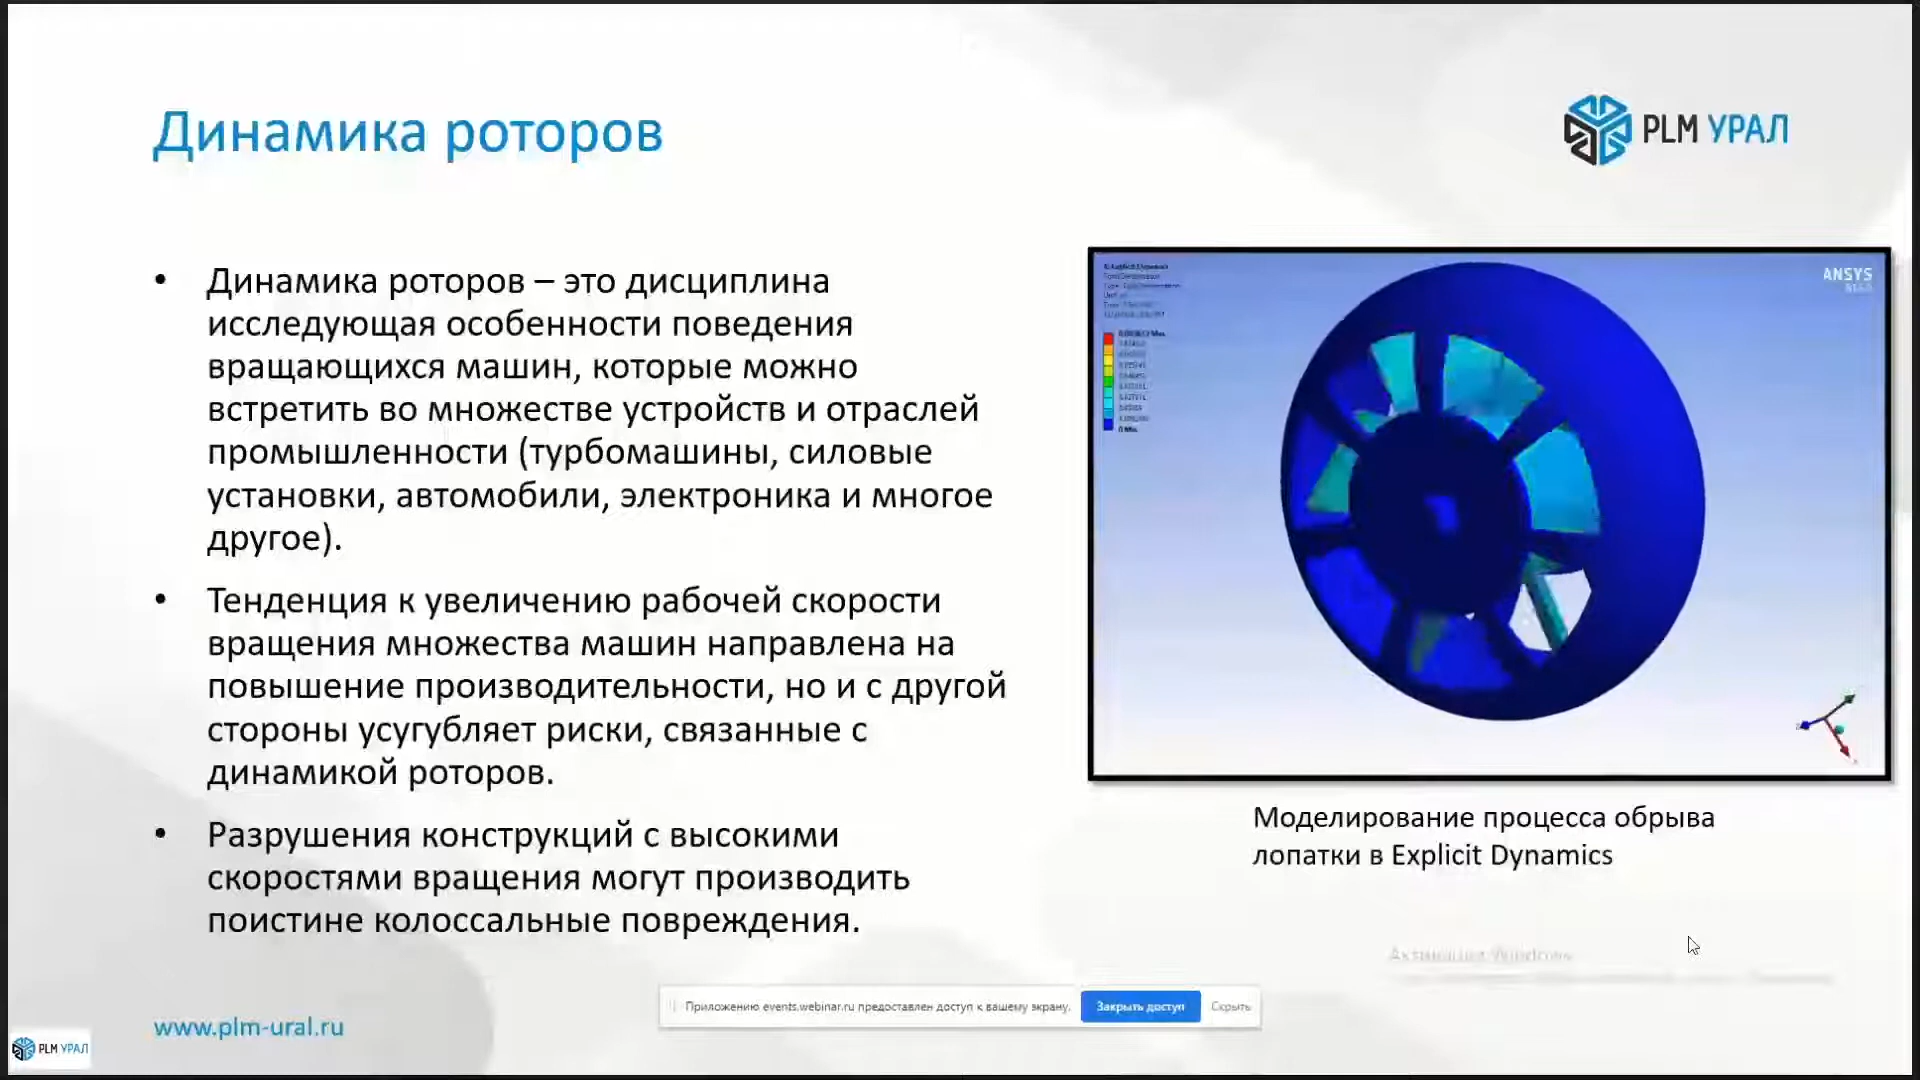 Динамика роторов
PLM УРАЛ
• Динамика роторов – это дисциплина
исследующая особенности поведения
вращающихся машин, которые можно
встретить во множестве устройств и отраслей
промышленности (турбомашины, силовые
установки, автомобили, электроника и многое
другое).
• Тенденция к увеличению рабочей скорости
вращения множества машин направлена на
повышение производительности, но и с другой
стороны усугубляет риски, связанные с
динамикой роторов.
• Разрушения конструкций с высокими
скоростями вращения могут производить
поистине колоссальные повреждения.
ANSYS
0 Min
Моделирование процесса обрыва
лопатки в Explicit Dynamics
Активация Windows
Приложению events.webinar.ru предоставлен доступ к вашему экрану.
Закрыть доступ
Скрыть
www.plm-ural.ru
PLM УРАЛ